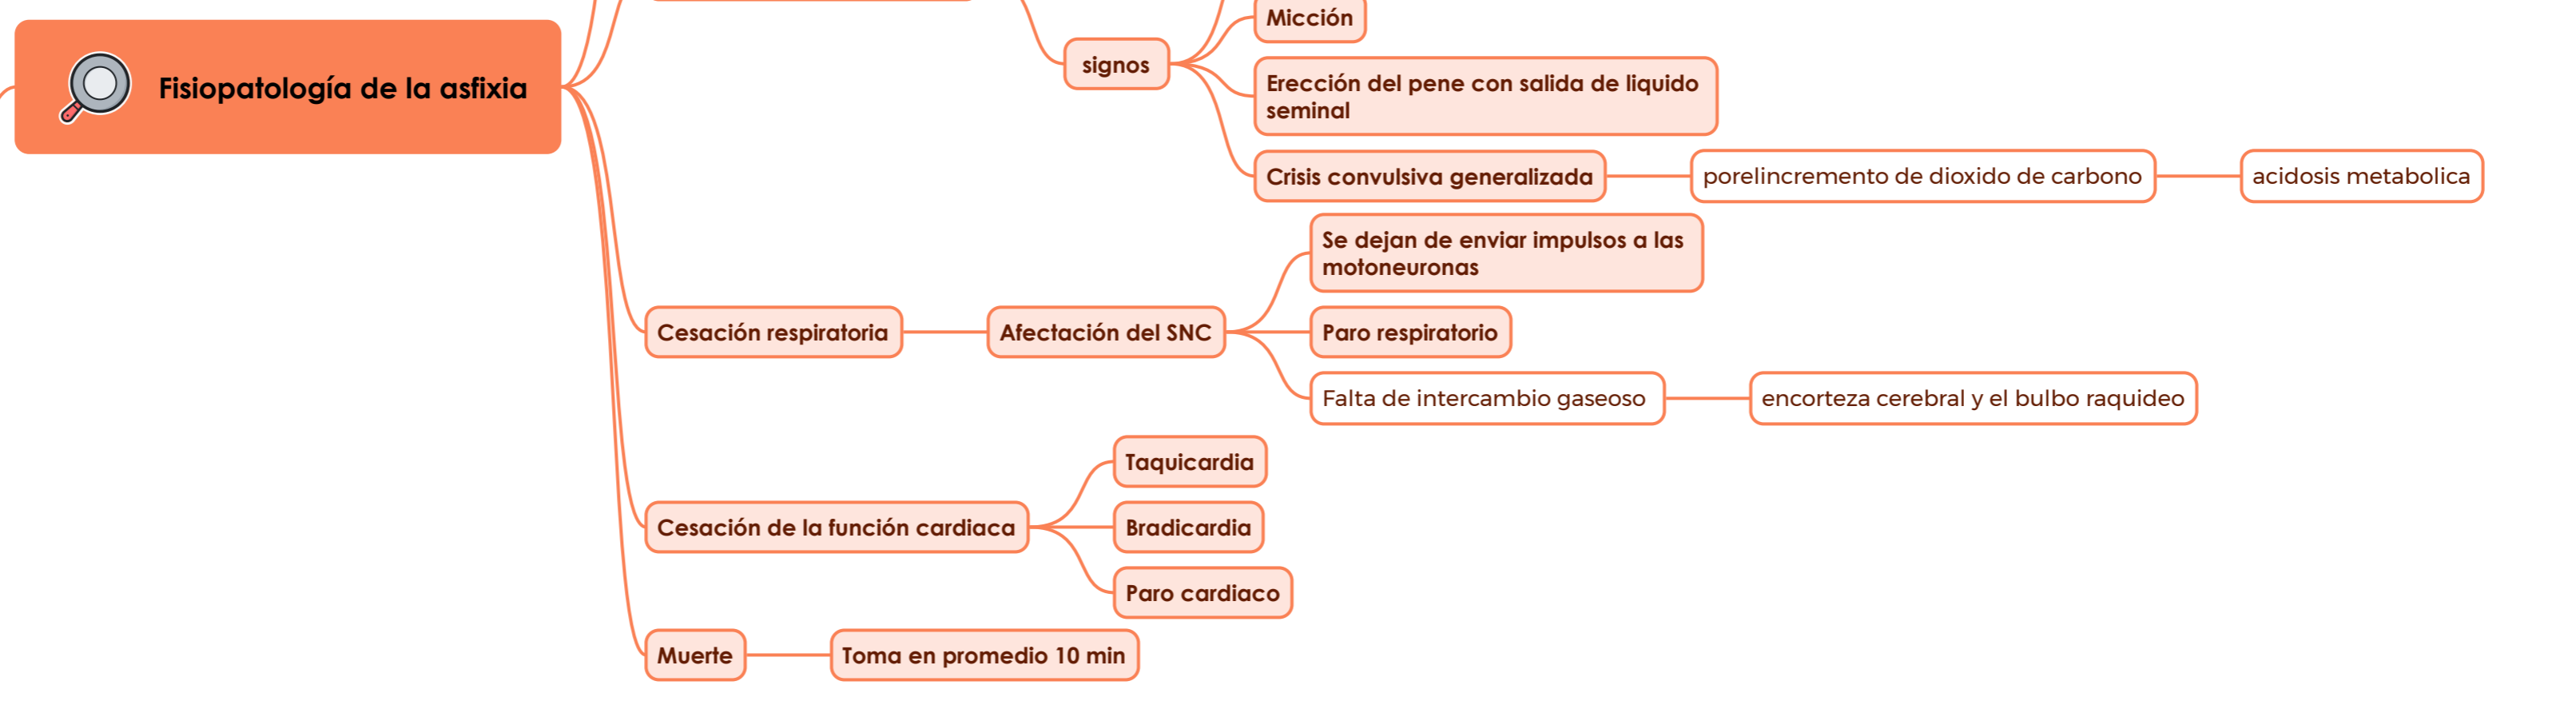 Fisiopatología de la asfixia
signos
Micción
Erección del pene con salida de liquido
seminal
Crisis convulsiva generalizada
porelincremento de dioxido de carbono
acidosis metabolica
Cesación respiratoria
Afectación del SNC
Se dejan de enviar impulsos a las
motoneuronas
Paro respiratorio
Falta de intercambio gaseoso
encorteza cerebral y el bulbo raquideo
Cesación de la función cardiaca
Taquicardia
Bradicardia
Paro cardiaco
Muerte
Toma en promedio 10 min